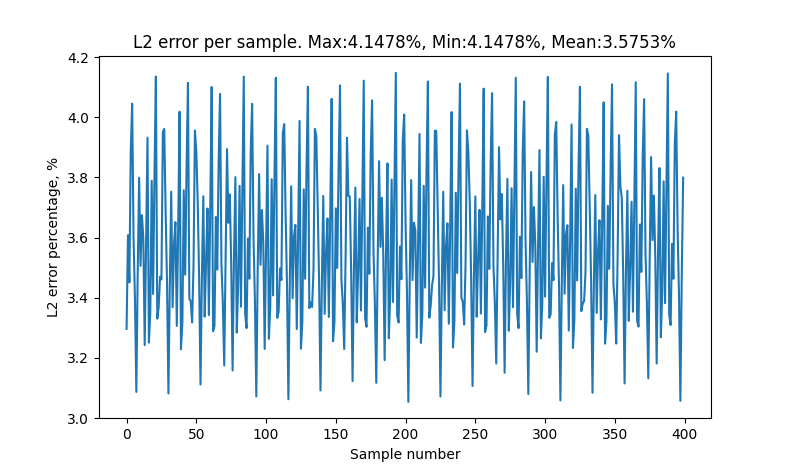 L2 error per sample. Max:4.1478%, Min:4.1478%, Mean:3.5753%
L2 error percentage, %
4.2
4.0
3.8
3.6
3.4
3.2
3.0
0 50 100 150 200 250 300 350 400
Sample number